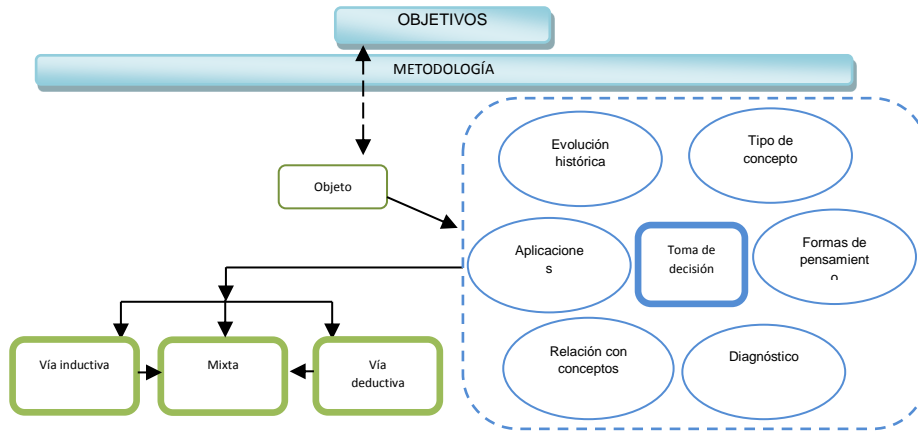 OBJETIVOS
METODOLOGÍA
Evolución
histórica
Tipo de
concepto
Objeto
Aplicacione
s
Toma de
decisión
Formas de
pensamient
o
Vía inductiva
Mixta
Vía
deductiva
Relación con
conceptos
Diagnóstico